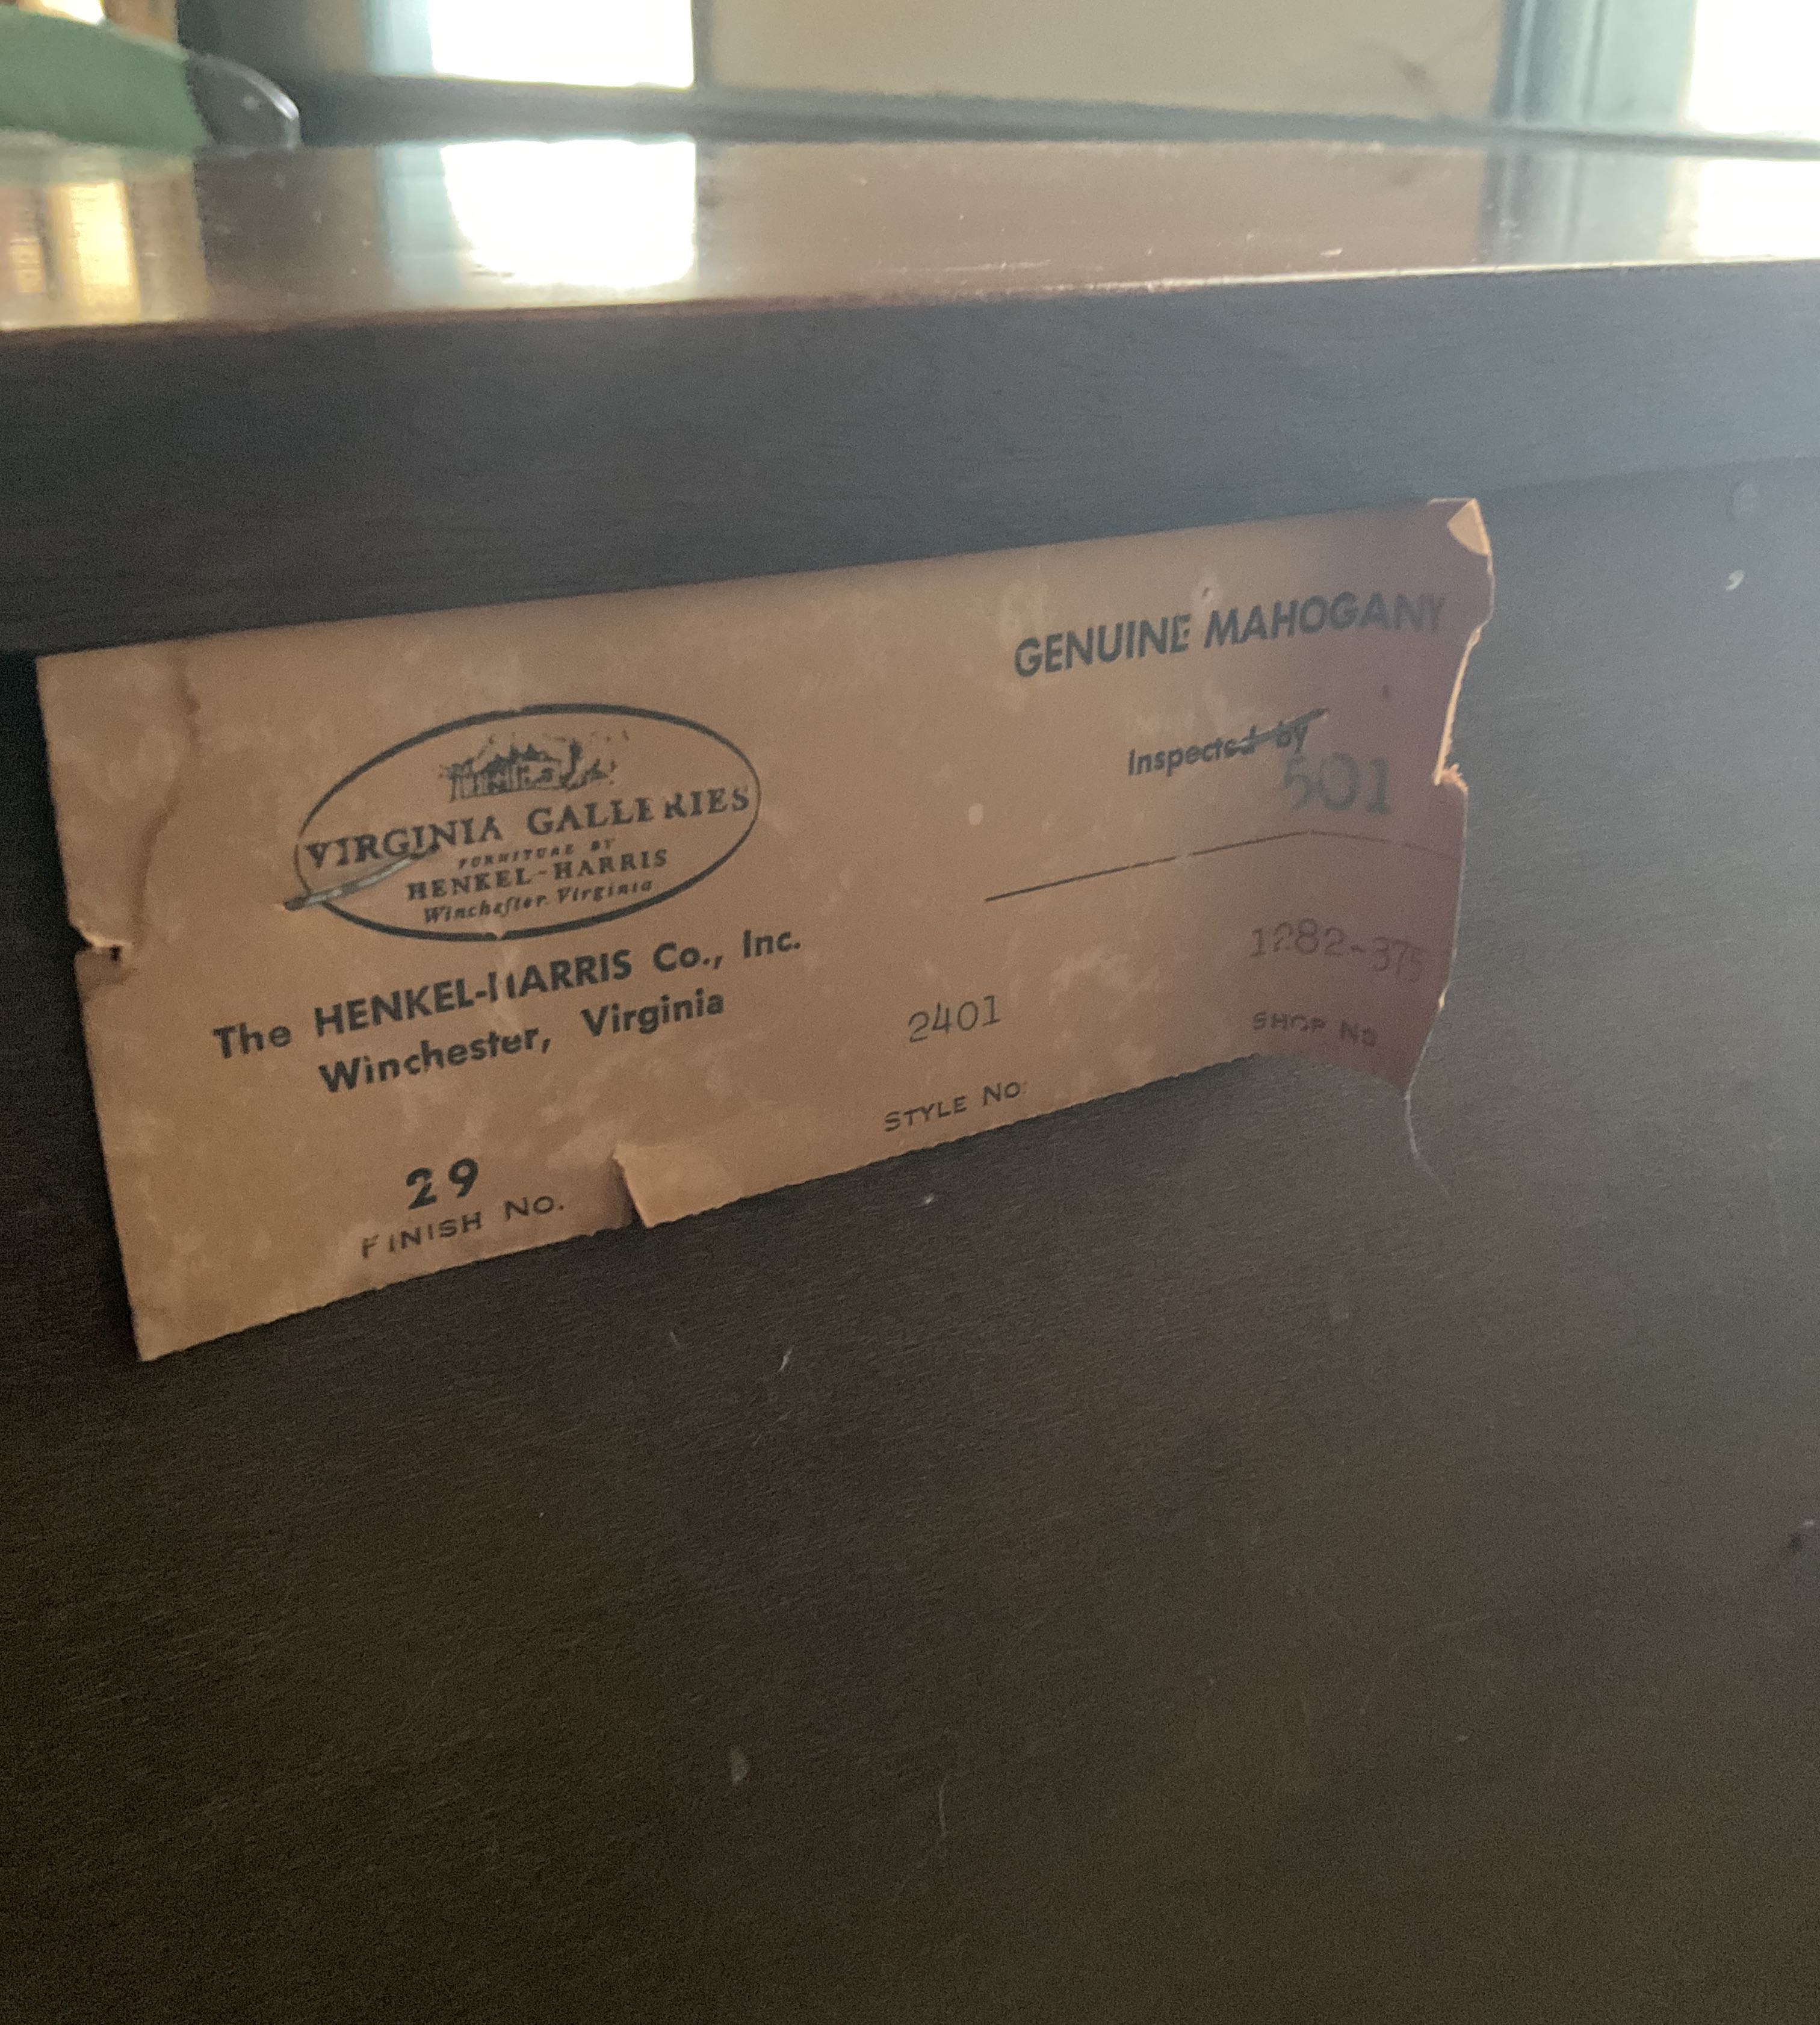 GENUINE MAHOGANY
Inspected by
501
VIRGINIA GALLERIES
FURNITURE BY
HENKEL-HARRIS
Winchester, Virginia
The HENKEL-HARRIS Co., Inc.
Winchester, Virginia
29
FINISH No.
2401
STYLE No.
1282-375
SHOP No